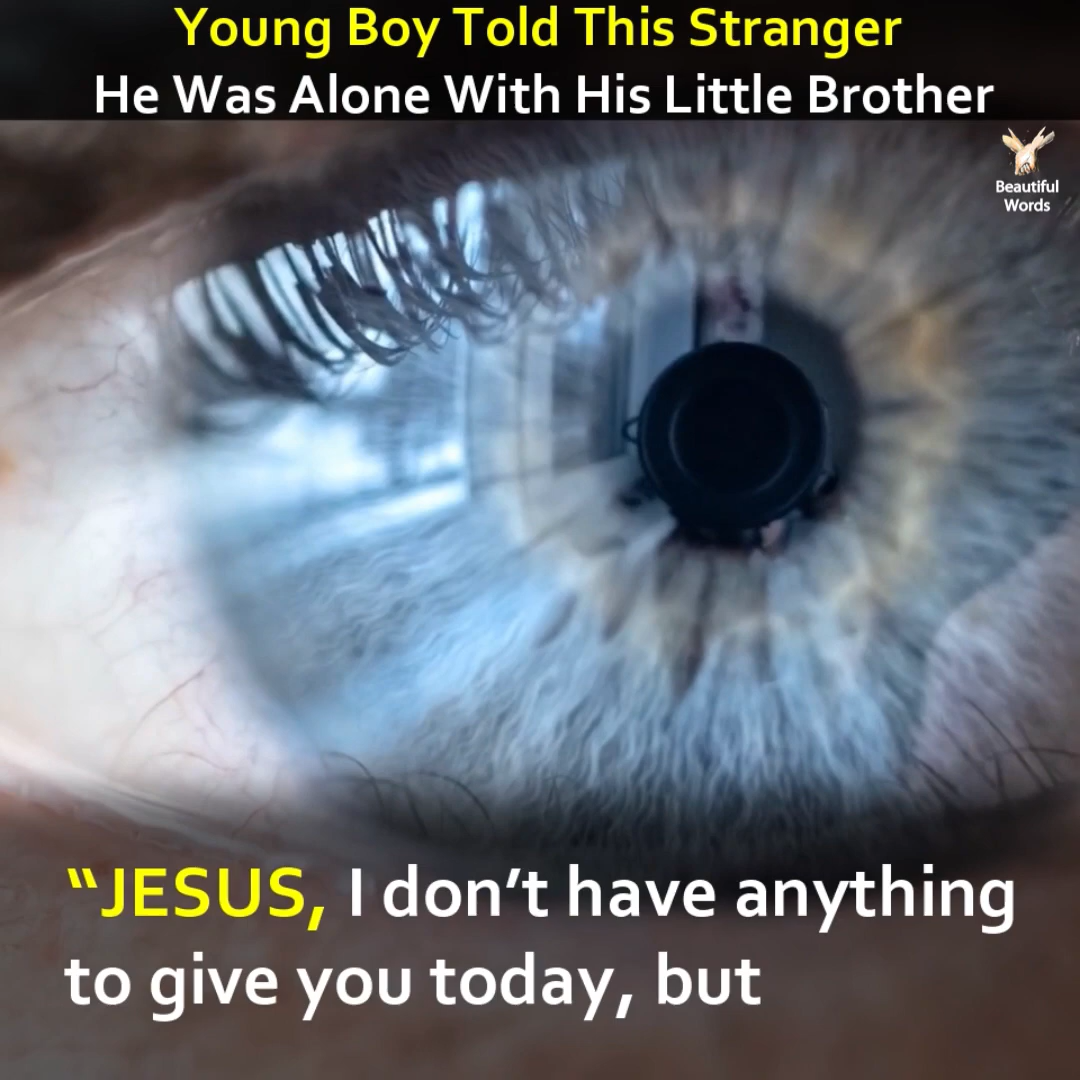 Young Boy Told This Stranger
He Was Alone With His Little Brother
Beautiful
Words
“JESUS, I don’t have anything
to give you today, but